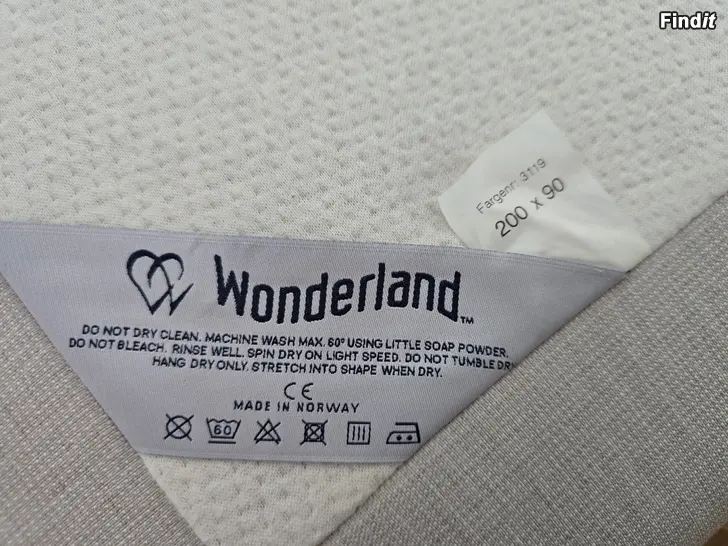 Findit
Fargenr. 3119
200 x 90
Wonderland™
DO NOT DRY CLEAN. MACHINE WASH MAX. 60° USING LITTLE SOAP POWDER.
DO NOT BLEACH. RINSE WELL. SPIN DRY ON LIGHT SPEED. DO NOT TUMBLE DRY
HANG DRY ONLY. STRETCH INTO SHAPE WHEN DRY.
CE
MADE IN NORWAY
60